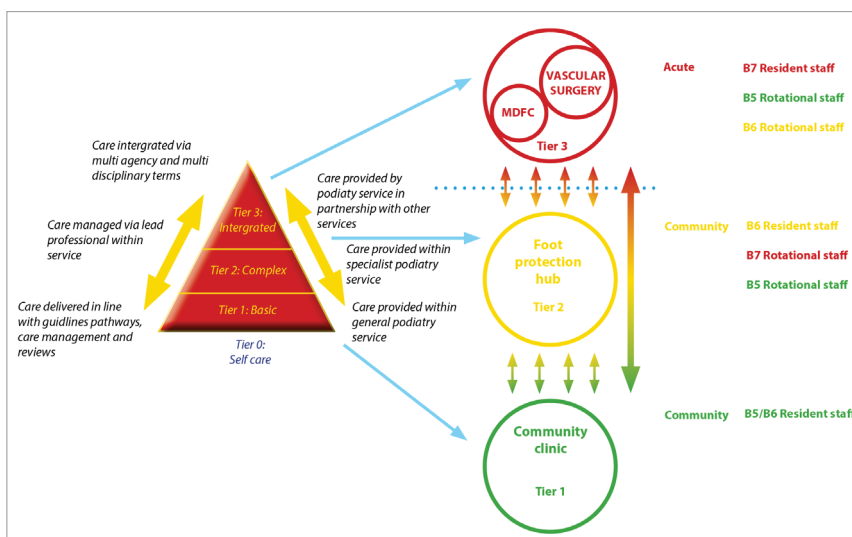 Care intergrated via
multi agency and multi
disciplinary terms
Care managed via lead
professional within
service
Care delivered in line
with guidlines pathways,
care management and
reviews
Tier 3:
Intergrated
Tier 2: Complex
Tier 1: Basic
Tier 0:
Self care
Care provided by
podiaty service in
partnership with other
services
Care provided within
specialist podiatry
service
Care provided within
general podiatry
service
VASCULAR
SURGERY
MDFC
Tier 3
Foot
protection
hub
Tier 2
Community
clinic
Tier 1
Acute
B7 Resident staff
B5 Rotational staff
B6 Rotational staff
Community
B6 Resident staff
B7 Rotational staff
B5 Rotational staff
Community
B5/B6 Resident staff